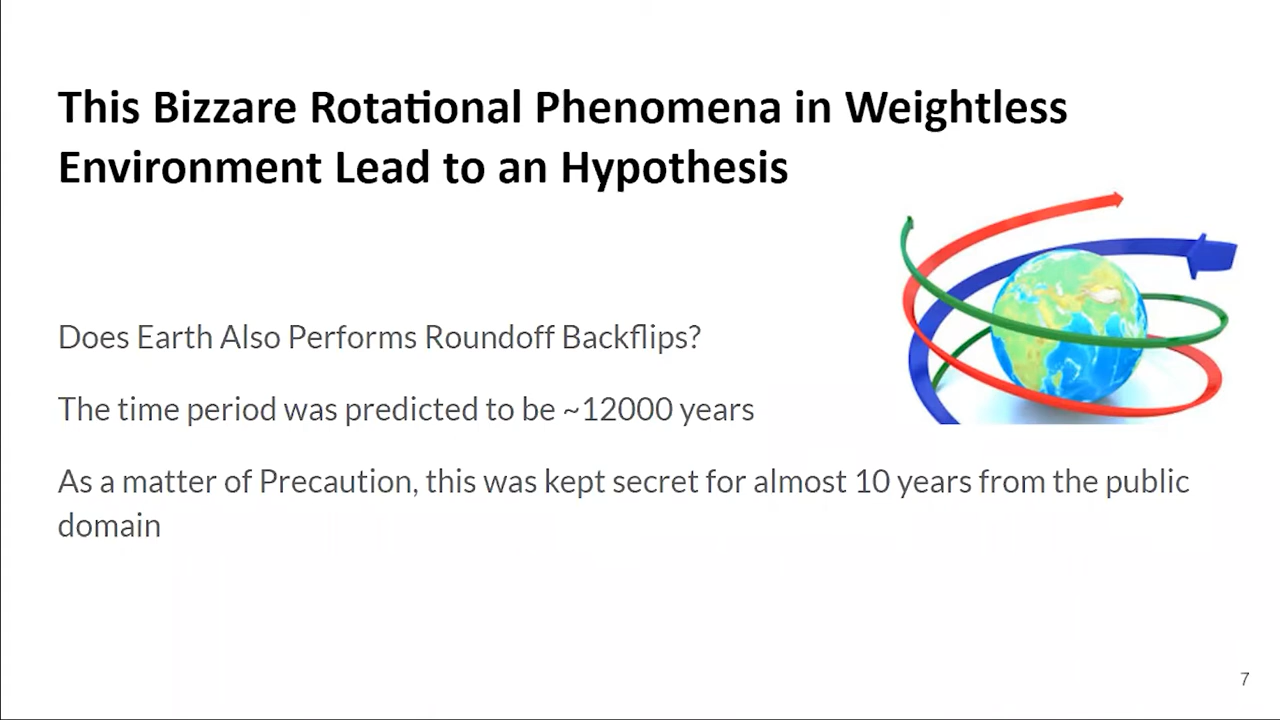 This Bizzare Rotational Phenomena in Weightless
Environment Lead to an Hypothesis
Does Earth Also Performs Roundoff Backflips?
The time period was predicted to be ~12000 years
As a matter of Precaution, this was kept secret for almost 10 years from the public
domain
7